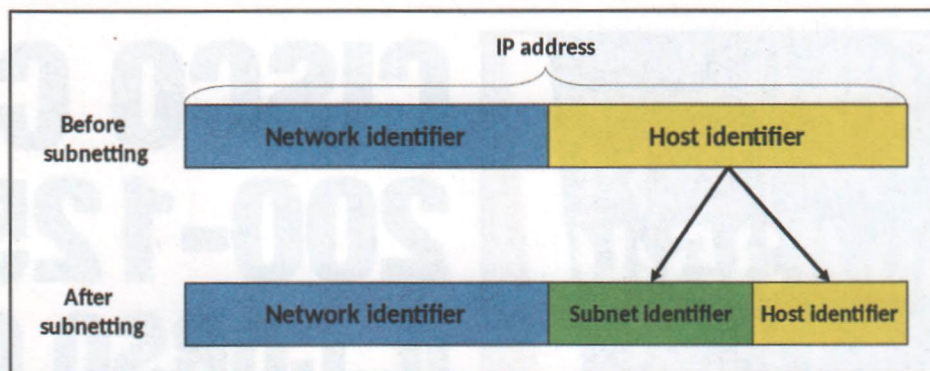 IP address
Before
subnetting
Network identifier
Host identifier
After
subnetting
Network identifier
Subnet identifier
Host identifier